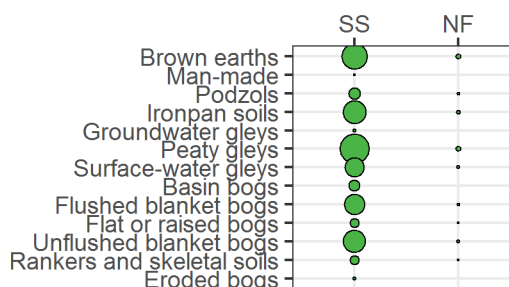 SS NF
Brown earths
Man-made
Podzols
Ironpan soils
Groundwater gleys
Peaty gleys
Surface-water gleys
Basin bogs
Flushed blanket bogs
Flat or raised bogs
Unflushed blanket bogs
Rankers and skeletal soils
Eroded bogs